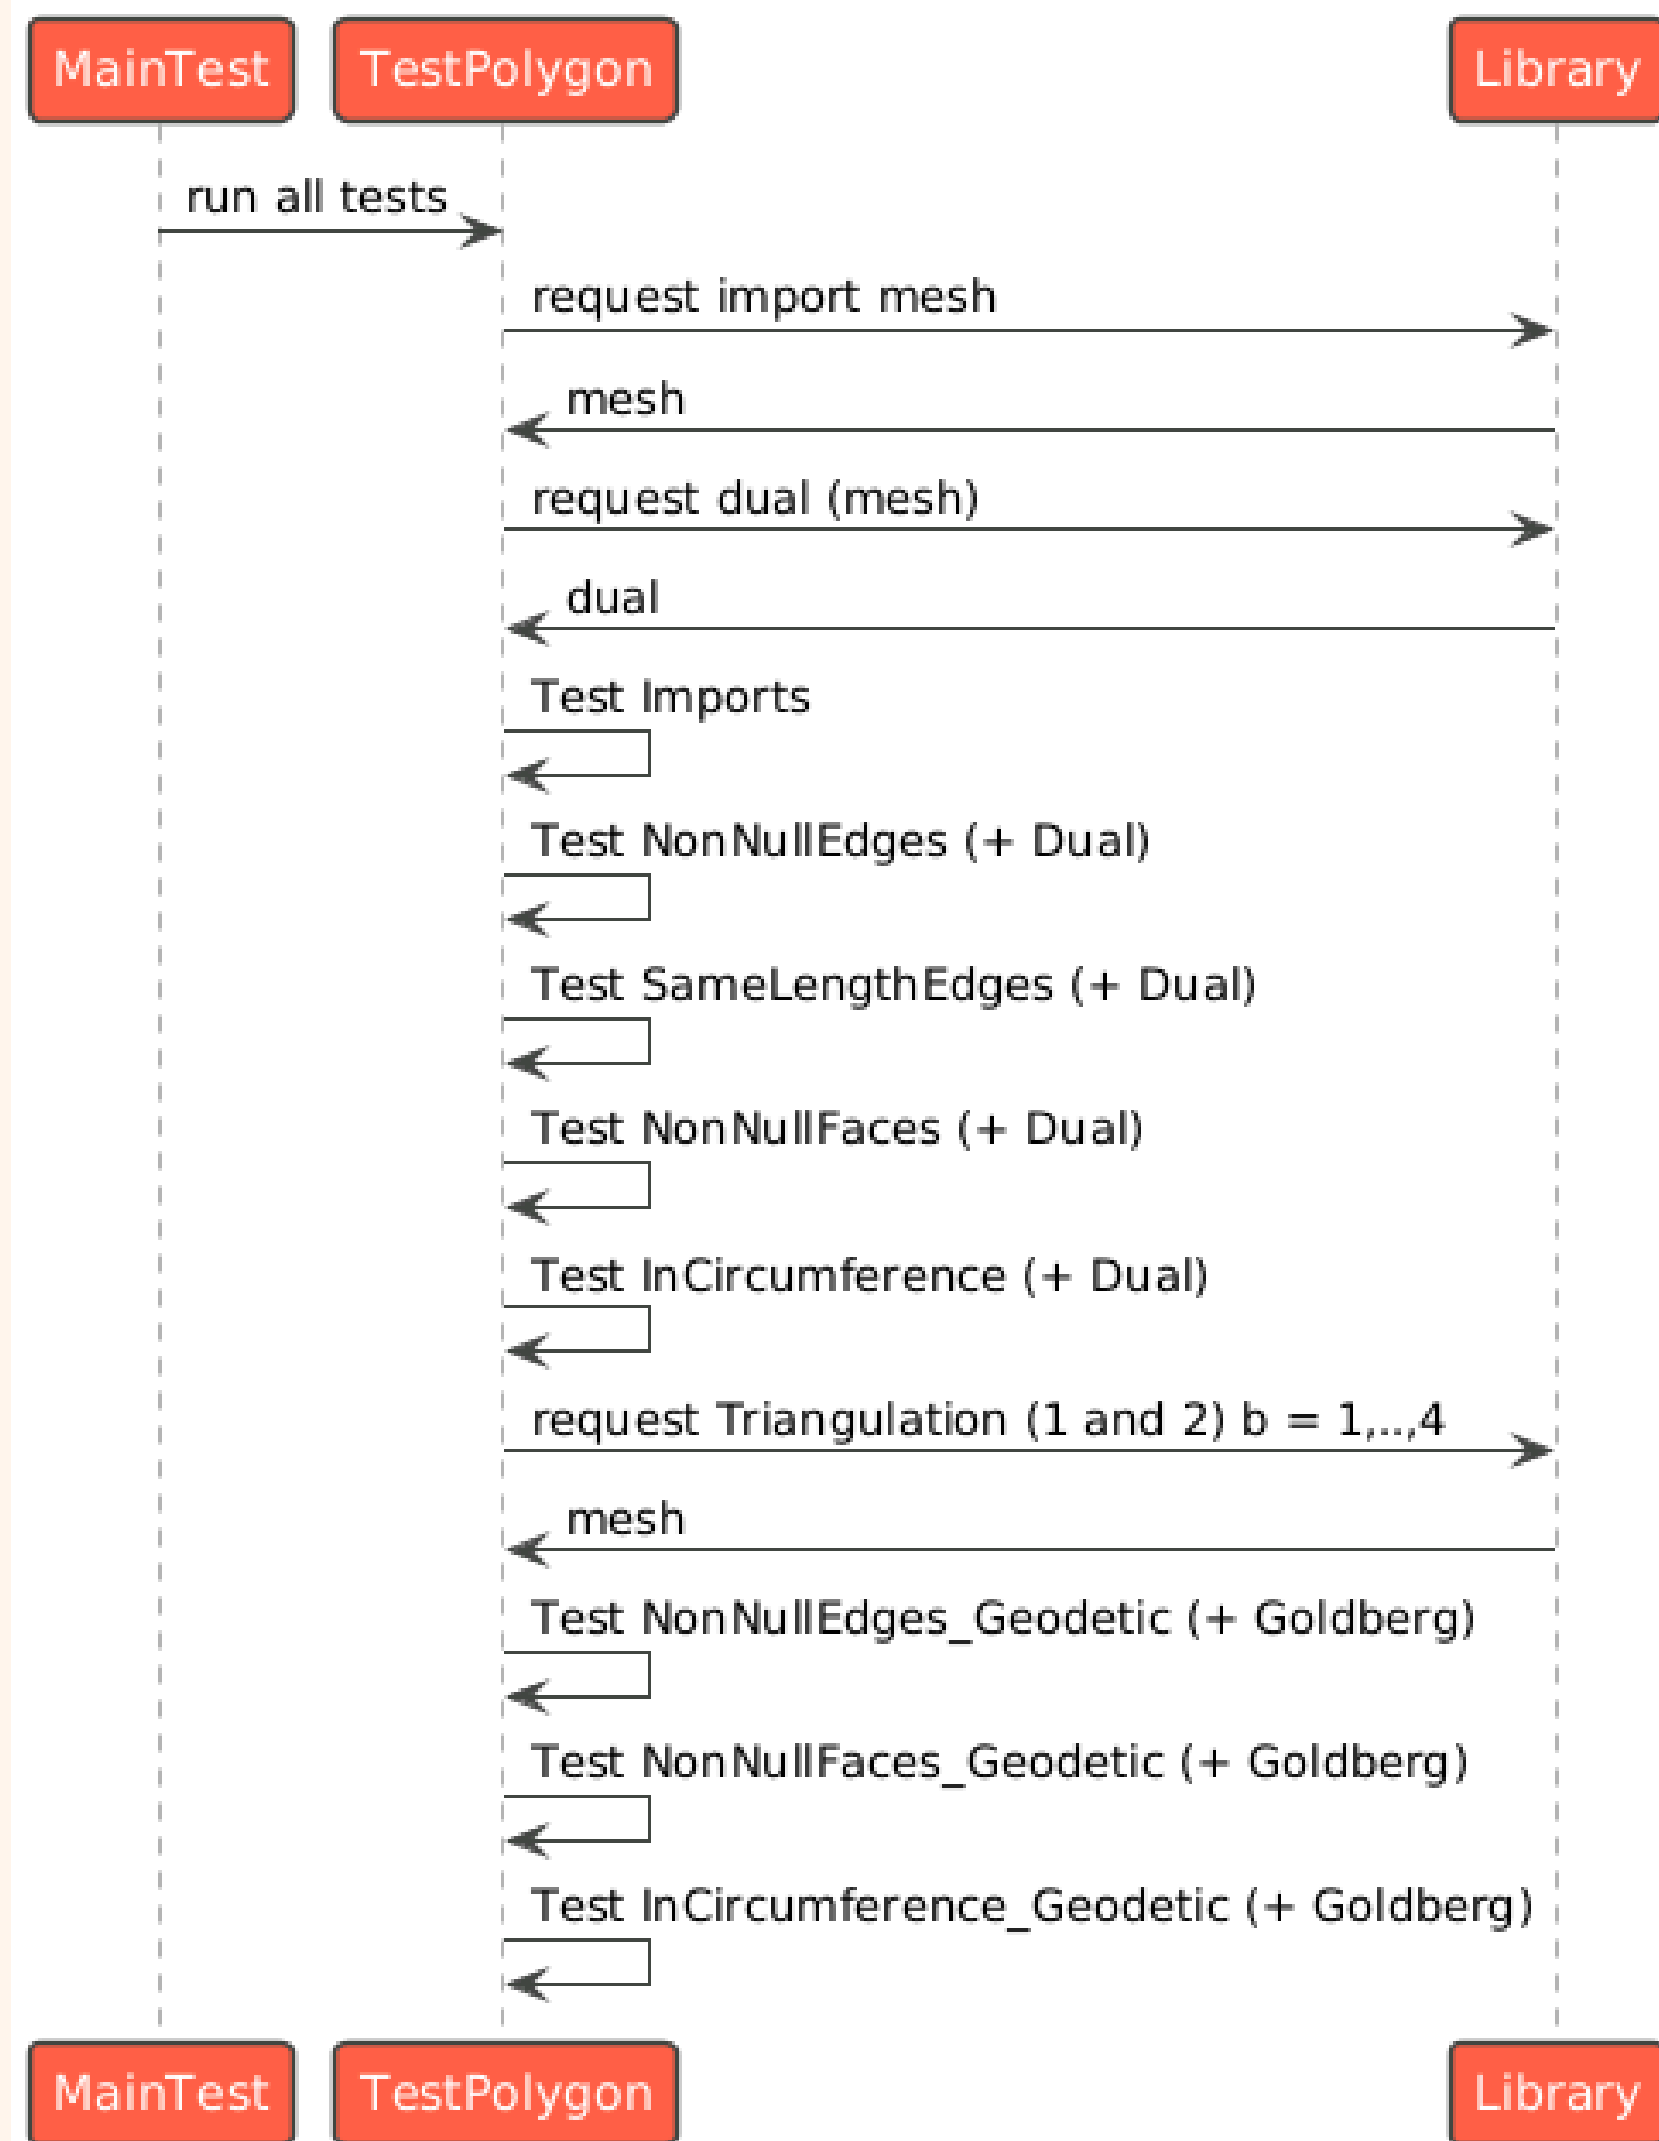 MainTest TestPolygon Library
run all tests
request import mesh
mesh
request dual (mesh)
dual
Test Imports
Test NonNullEdges (+ Dual)
Test SameLengthEdges (+ Dual)
Test NonNullFaces (+ Dual)
Test InCircumference (+ Dual)
request Triangulation (1 and 2) b = 1,..,4
mesh
Test NonNullEdges_Geodetic (+ Goldberg)
Test NonNullFaces_Geodetic (+ Goldberg)
Test InCircumference_Geodetic (+ Goldberg)
MainTest TestPolygon Library